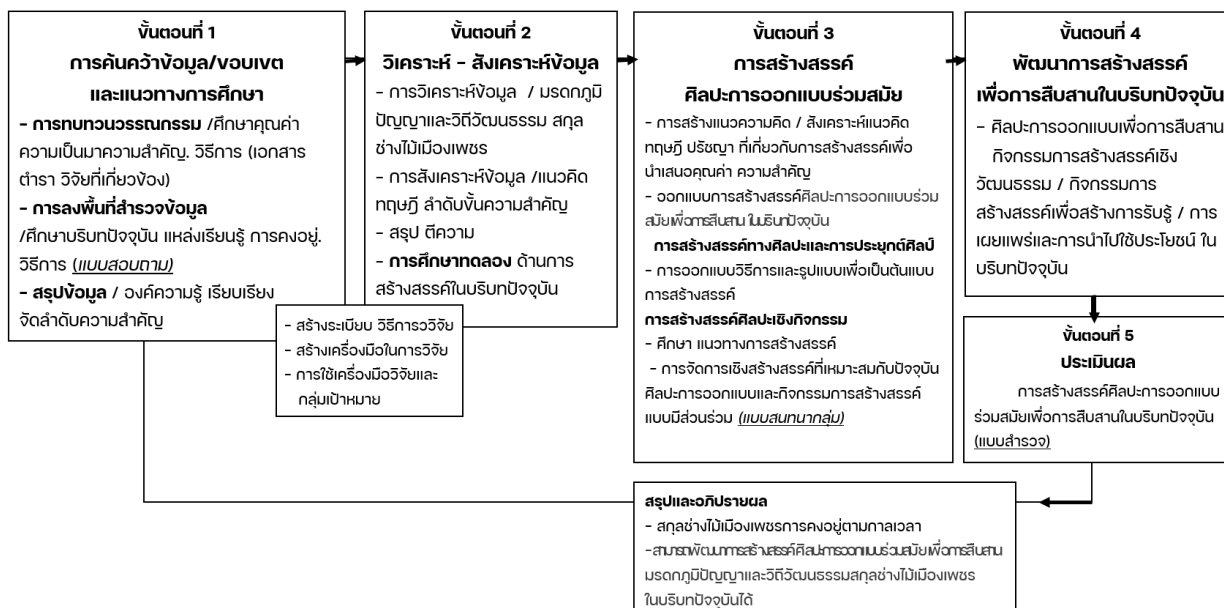 ขั้นตอนที่ 1
การค้นคว้าข้อมูล/ขอบเขต
และแนวทางการศึกษา
- การทบทวนวรรณกรรม /ศึกษาคุณค่า
ความเป็นมาความสำคัญ. วิธีการ (เอกสาร
ตำรา วิจัยที่เกี่ยวข้อง)
- การลงพื้นที่สำรวจข้อมูล
/ศึกษาบริบทปัจจุบัน แหล่งเรียนรู้ การคงอยู่.
วิธีการ (แบบสอบถาม)
- สรุปข้อมูล / องค์ความรู้ เรียบเรียง
จัดลำดับความสำคัญ
ขั้นตอนที่ 2
วิเคราะห์ - สังเคราะห์ข้อมูล
- การวิเคราะห์ข้อมูล / มรดกภูมิ
ปัญญาและวิถีวัฒนธรรม สกุล
ช่างไม้เมืองเพชร
- การสังเคราะห์ข้อมูล /แนวคิด
ทฤษฎี ลำดับขั้นความสำคัญ
- สรุป ตีความ
- การศึกษาทดลอง ด้านการ
สร้างสรรค์ในบริบทปัจจุบัน
- สร้างระเบียบ วิธีการวิจัย
- สร้างเครื่องมือในการวิจัย
- การใช้เครื่องมือวิจัยและ
กลุ่มเป้าหมาย
ขั้นตอนที่ 3
การสร้างสรรค์
ศิลปะการออกแบบร่วมสมัย
- การสร้างแนวความคิด / สังเคราะห์แนวคิด
ทฤษฎี ปรัชญา ที่เกี่ยวกับการสร้างสรรค์เพื่อ
นำเสนอคุณค่า ความสำคัญ
- ออกแบบการสร้างสรรค์ศิลปะการออกแบบร่วม
สมัยเพื่อการสืบสาน ในบริบทปัจจุบัน
การสร้างสรรค์ทางศิลปะและการประยุกต์ศิลป์
- การออกแบบวิธีการและรูปแบบเพื่อเป็นต้นแบบ
การสร้างสรรค์
การสร้างสรรค์ศิลปะเชิงกิจกรรม
- ศึกษา แนวทางการสร้างสรรค์
- การจัดการเชิงสร้างสรรค์ที่เหมาะสมกับปัจจุบัน
ศิลปะการออกแบบและกิจกรรมการสร้างสรรค์
แบบมีส่วนร่วม (แบบสนทนากลุ่ม)
ขั้นตอนที่ 4
พัฒนาการสร้างสรรค์
เพื่อการสืบสานในบริบทปัจจุบัน
- ศิลปะการออกแบบเพื่อการสืบสาน
กิจกรรมการสร้างสรรค์เชิง
วัฒนธรรม / กิจกรรมการ
สร้างสรรค์เพื่อสร้างการรับรู้ / การ
เผยแพร่และการนำไปใช้ประโยชน์ ใน
บริบทปัจจุบัน
ขั้นตอนที่ 5
ประเมินผล
การสร้างสรรค์ศิลปะการออกแบบ
ร่วมสมัยเพื่อการสืบสานในบริบทปัจจุบัน
(แบบสำรวจ)
สรุปและอภิปรายผล
- สกุลช่างไม้เมืองเพชรการคงอยู่ตามกาลเวลา
-สามารถพัฒนาการสร้างสรรค์ศิลปะการออกแบบร่วมสมัยเพื่อการสืบสาน
มรดกภูมิปัญญาและวิถีวัฒนธรรมสกุลช่างไม้เมืองเพชร
ในบริบทปัจจุบันได้